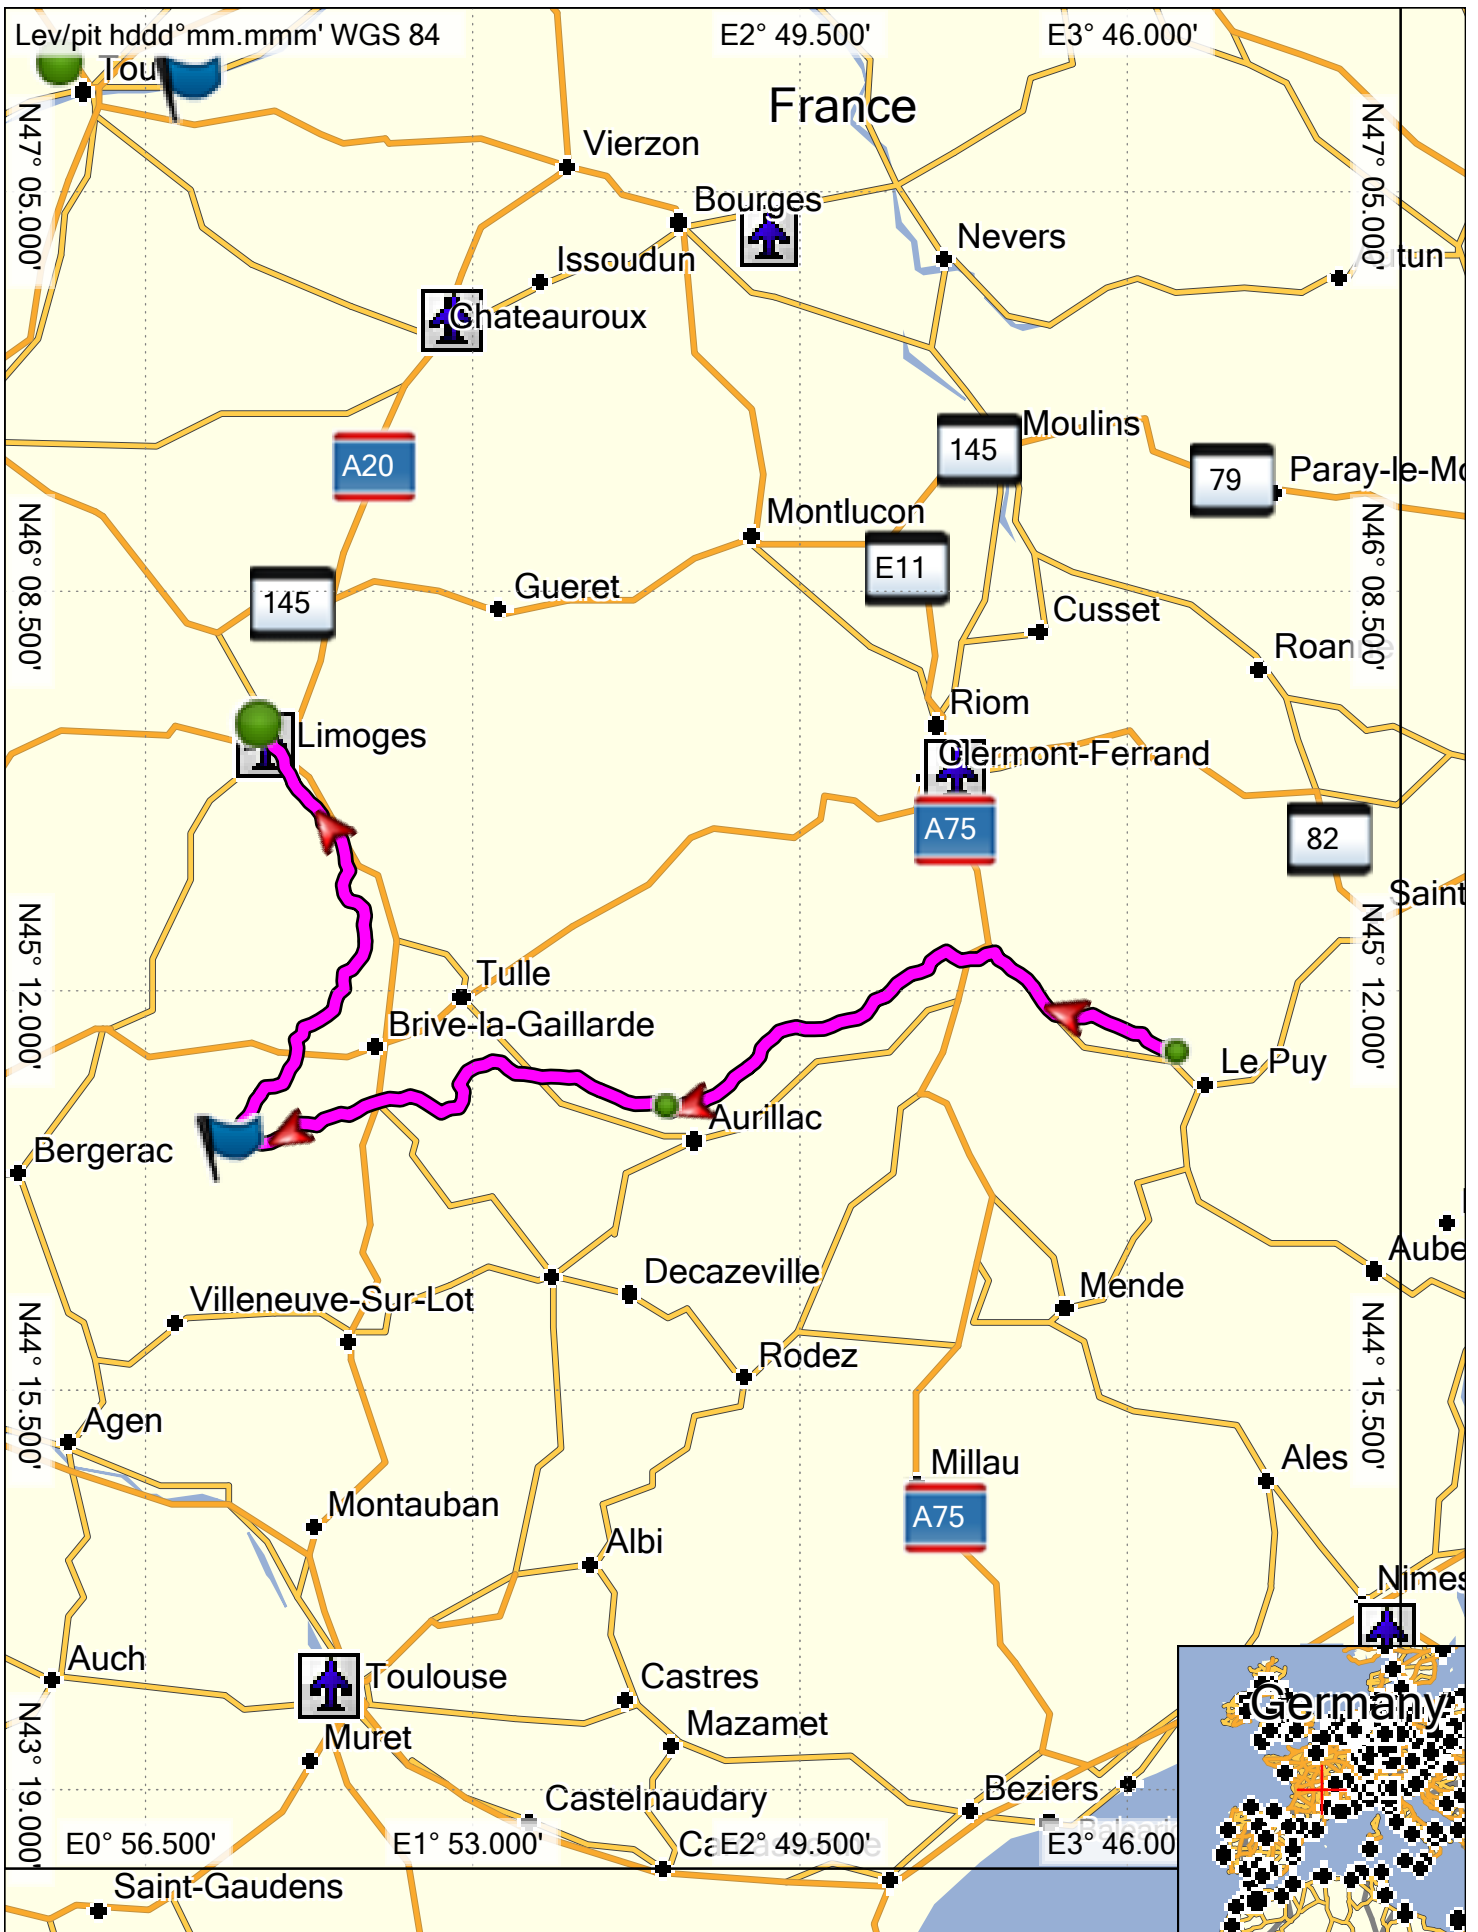 Lev/pit hddd°mm.mmm' WGS 84
E2° 49.500'
E3° 46.000'
Tou
France
N47° 05.000'
N47° 05.000'
Vierzon
Bourges
Nevers
Issoudun
Chateauroux
Moulins
145
A20
79
Montlucon
N46° 08.500'
N46° 08.500'
E11
145
Gueret
Cusset
Roanne
Riom
Limoges
Clermont-Ferrand
A75
82
Saint
N45° 12.000'
N45° 12.000'
Tulle
Brive-la-Gaillarde
Le Puy
Aurillac
Bergerac
Aube
Decazeville
Mende
Villeneuve-Sur-Lot
N44° 15.500'
N44° 15.500'
Rodez
Agen
Millau
Ales
Montauban
A75
Albi
Nimes
Auch
Toulouse
Castres
Germany
Mazamet
Muret
N43° 19.000'
Castelnaudary
Beziers
E0° 56.500'
E1° 53.000'
E2° 49.500'
E3° 46.00
Saint-Gaudens